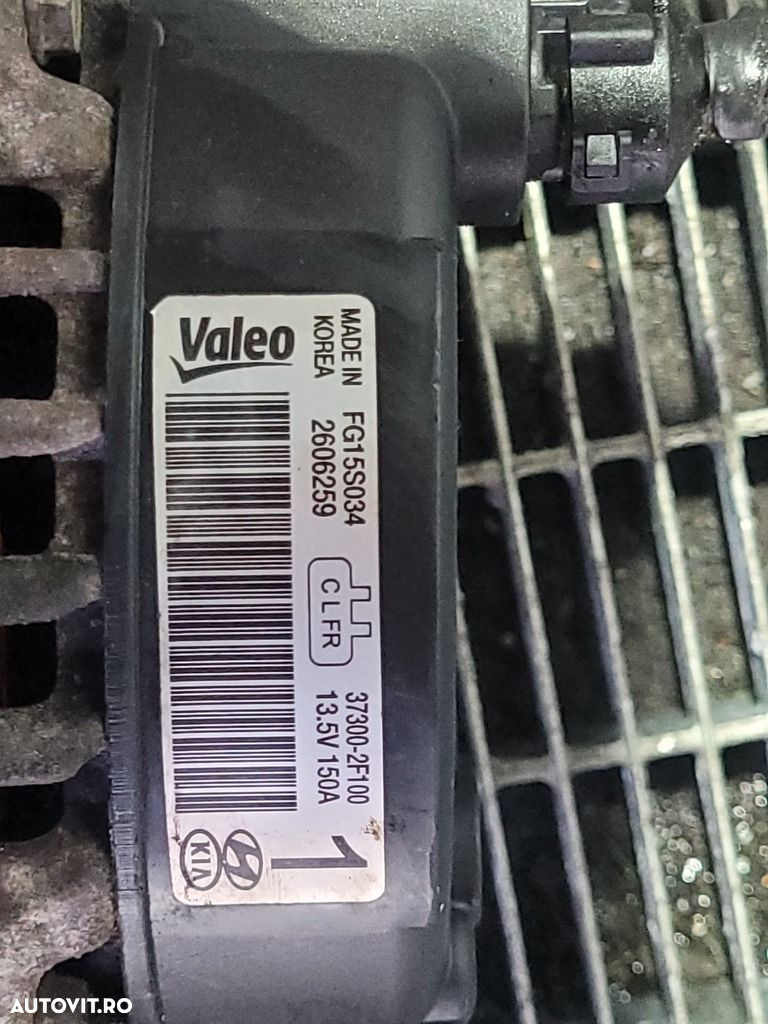 Valeo
MADE IN
KOREA
FG15S034
2606259
C L FR
37300-2F100
13.5V 150A
1
KIA
AUTOVIT.RO